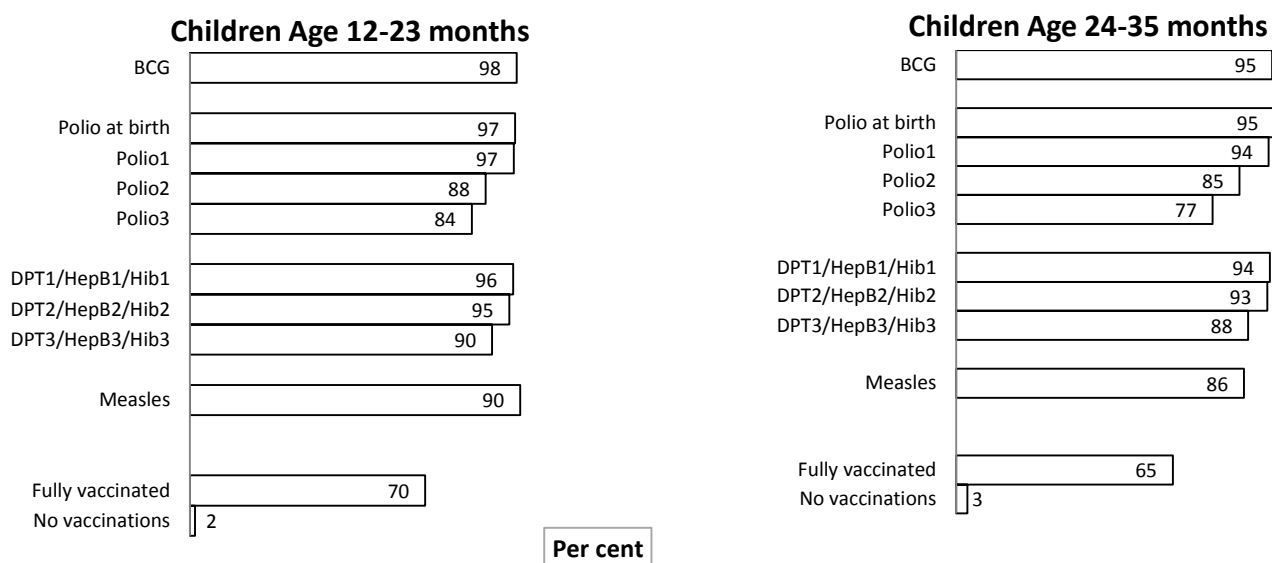 Children Age 12-23 months
BCG 98
Polio at birth 97
Polio1 97
Polio2 88
Polio3 84
DPT1/HepB1/Hib1 96
DPT2/HepB2/Hib2 95
DPT3/HepB3/Hib3 90
Measles 90
Fully vaccinated 70
No vaccinations 2
Children Age 24-35 months
BCG 95
Polio at birth 95
Polio1 94
Polio2 85
Polio3 77
DPT1/HepB1/Hib1 94
DPT2/HepB2/Hib2 93
DPT3/HepB3/Hib3 88
Measles 86
Fully vaccinated 65
No vaccinations 3
Per cent